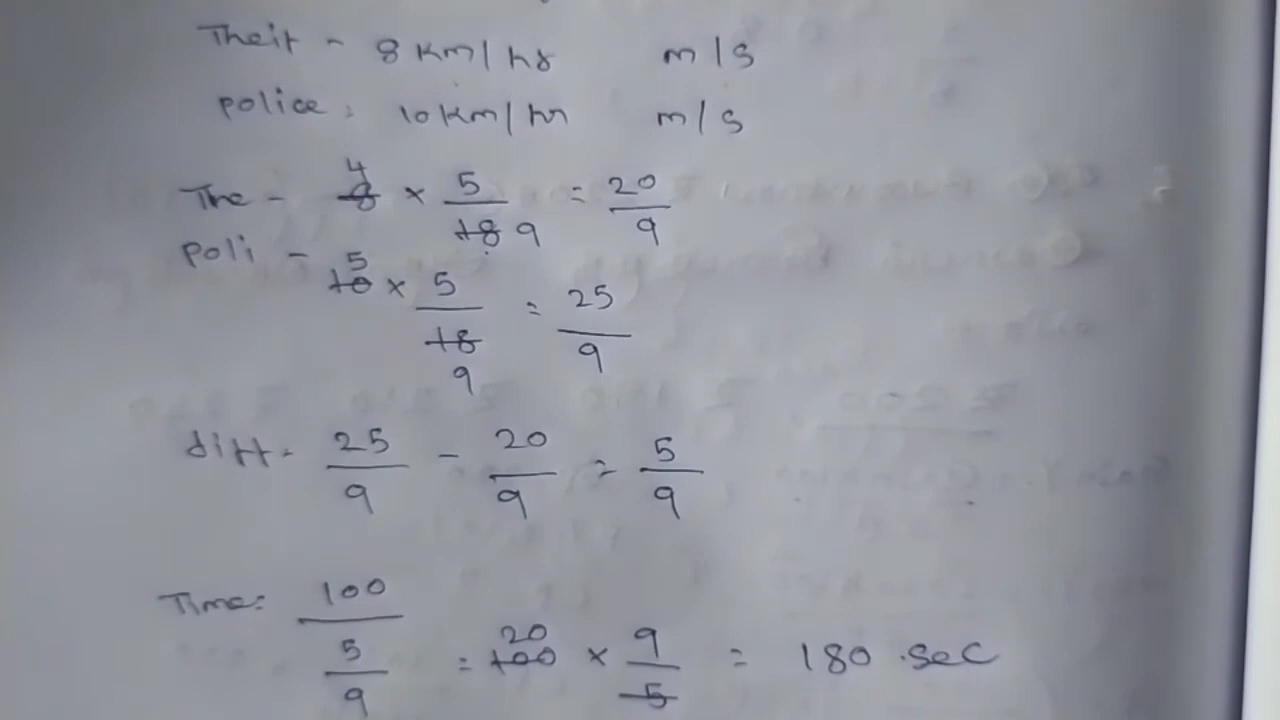 Theit - 8 Km/hr m/s
police: 10 Km/hr m/s
The - 8 4 × 5/18 9 = 20/9
Poli - 10 5 × 5/18 9 = 25/9
diff. 25/9 - 20/9 = 5/9
Time: 100/(5/9) = 100 20 × 9/5 = 180 .sec